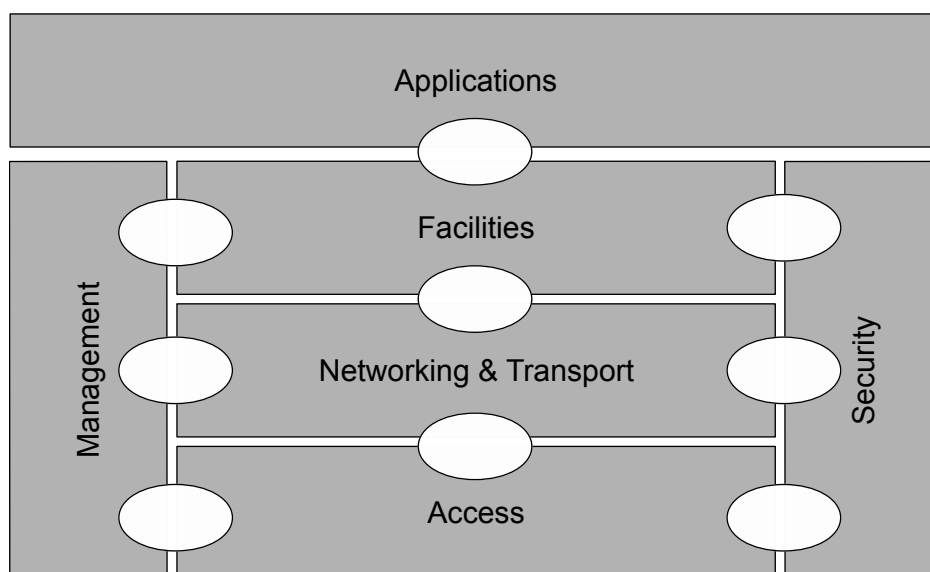 Applications
Facilities
Management
Networking & Transport
Security
Access